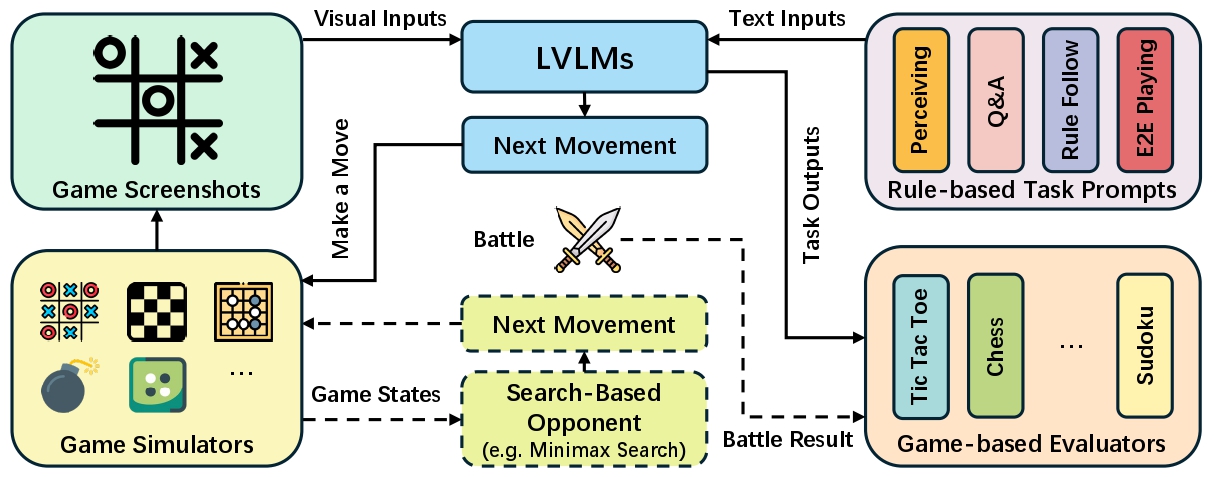 Visual Inputs
Text Inputs
LVLMs
Next Movement
Game Screenshots
Make a Move
Perceiving
Q&A
Rule Follow
E2E Playing
Rule-based Task Prompts
Task Outputs
Battle
Next Movement
Search-Based
Opponent
(e.g. Minimax Search)
Game States
...
Game Simulators
Battle Result
Tic Tac Toe
Chess
...
Sudoku
Game-based Evaluators